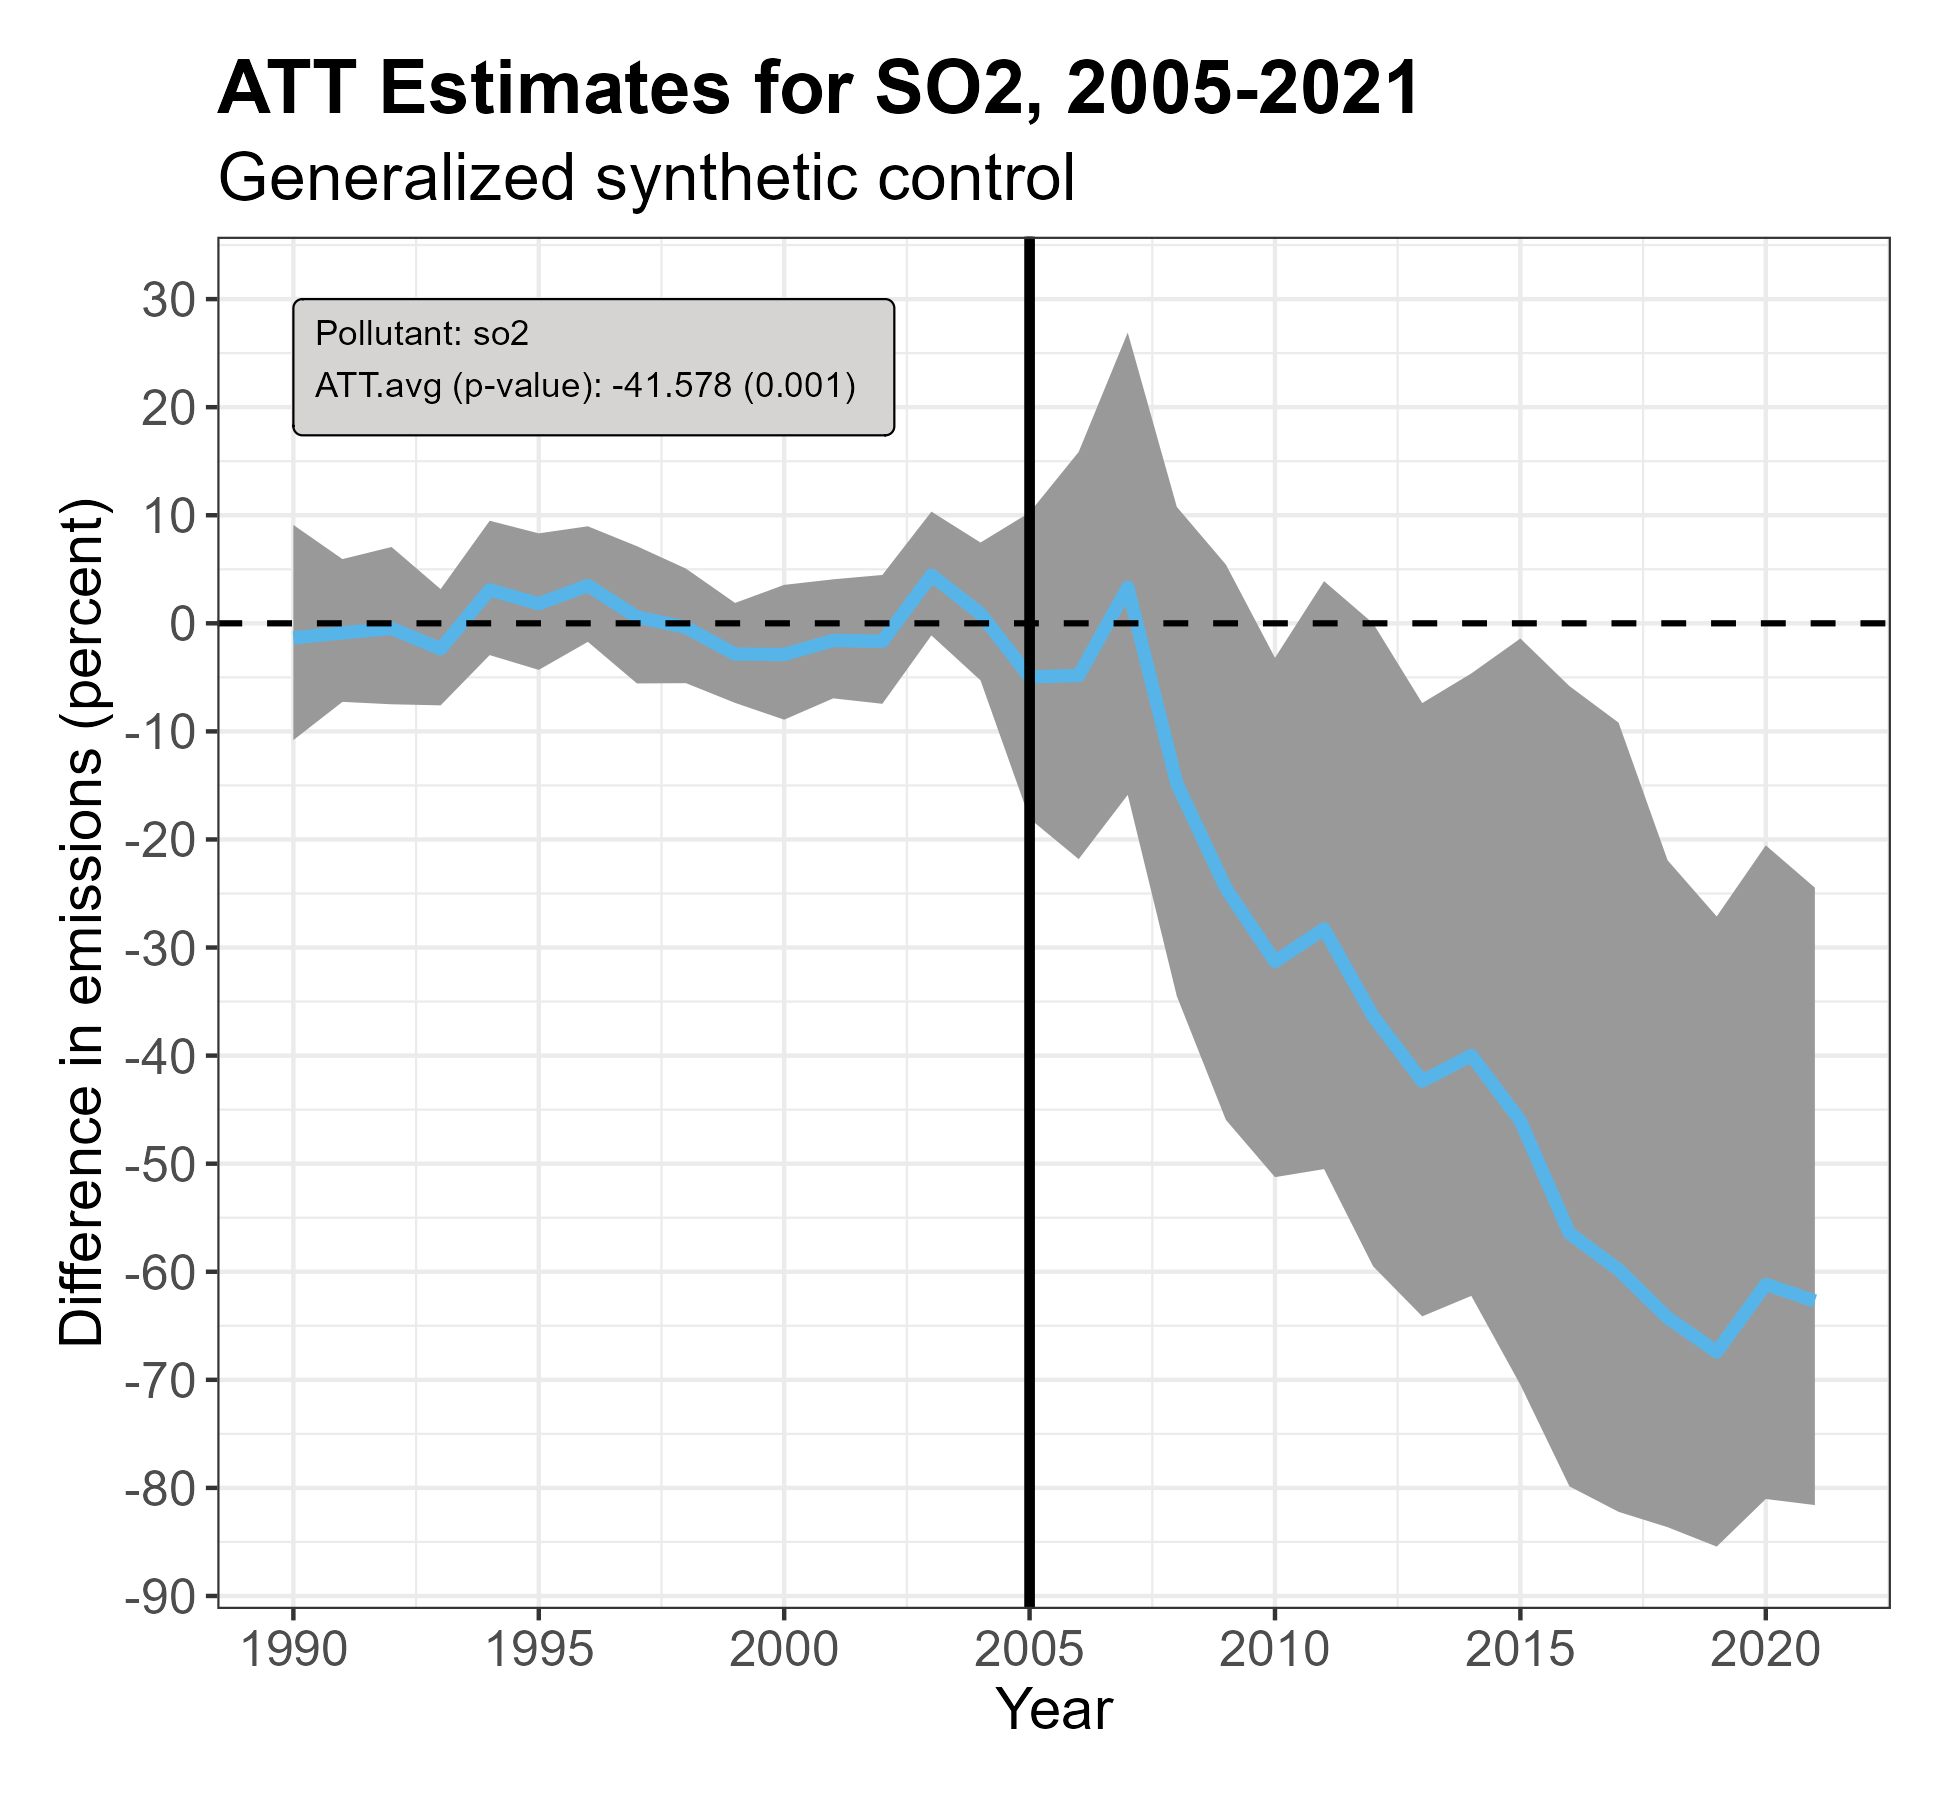 ATT Estimates for SO2, 2005-2021
Generalized synthetic control
Pollutant: so2
ATT.avg (p-value): -41.578 (0.001)
Difference in emissions (percent)
30
20
10
0
-10
-20
-30
-40
-50
-60
-70
-80
-90
1990 1995 2000 2005 2010 2015 2020
Year